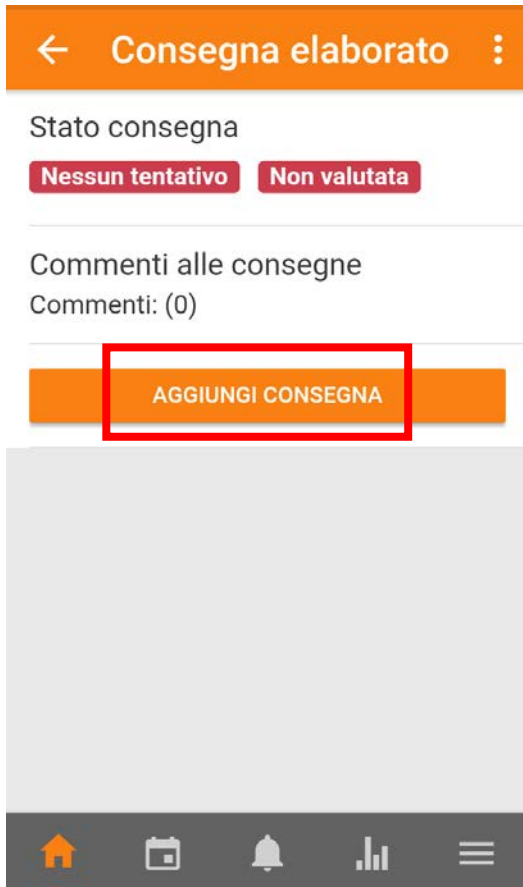 Consegna elaborato
Stato consegna
Nessun tentativo Non valutata
Commenti alle consegne
Commenti: (0)
AGGIUNGI CONSEGNA